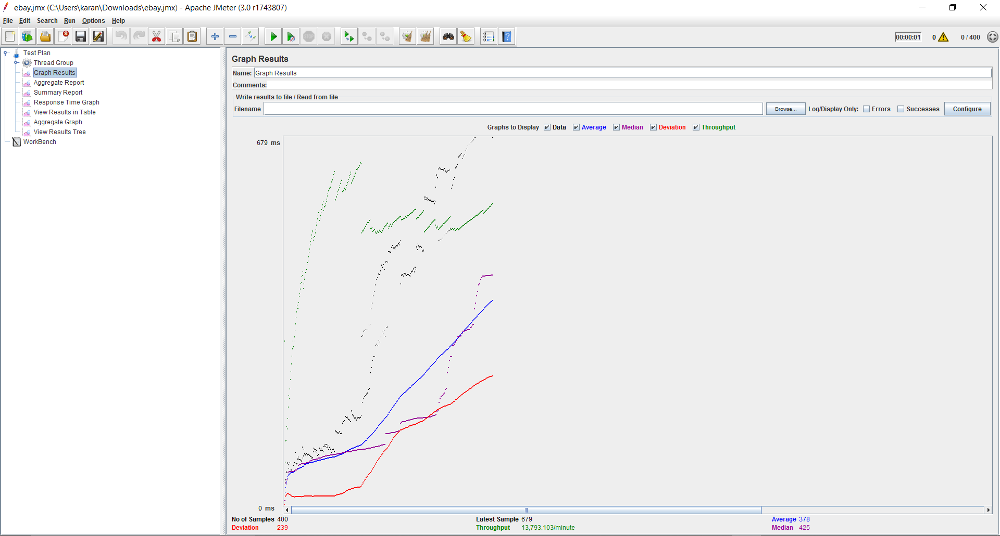 ebay.jmx (C:\Users\karan\Downloads\ebay.jmx) - Apache JMeter (3.0 r1743807)
File Edit Search Run Options Help
STOP
00:00:01 0 0 / 400
Test Plan
Thread Group
Graph Results
Aggregate Report
Summary Report
Response Time Graph
View Results in Table
Aggregate Graph
View Results Tree
WorkBench
Graph Results
Name: Graph Results
Comments:
Write results to file / Read from file
Filename Browse... Log/Display Only: Errors Successes Configure
Graphs to Display Data Average Median Deviation Throughput
679 ms
0 ms
No of Samples 400 Latest Sample 679 Average 378
Deviation 239 Throughput 13,793.103/minute Median 425